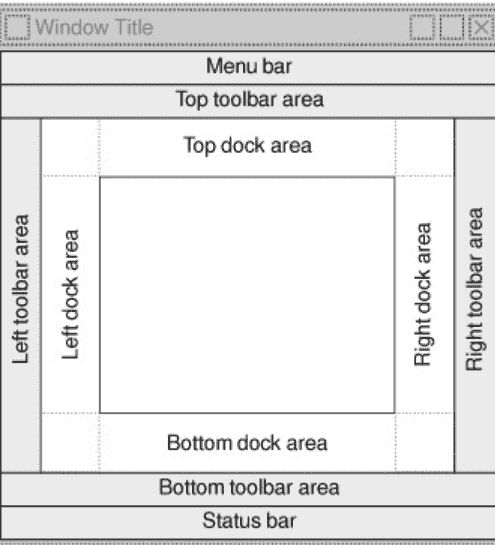 Window Title
Menu bar
Top toolbar area
Top dock area
Left toolbar area
Left dock area
Right dock area
Right toolbar area
Bottom dock area
Bottom toolbar area
Status bar